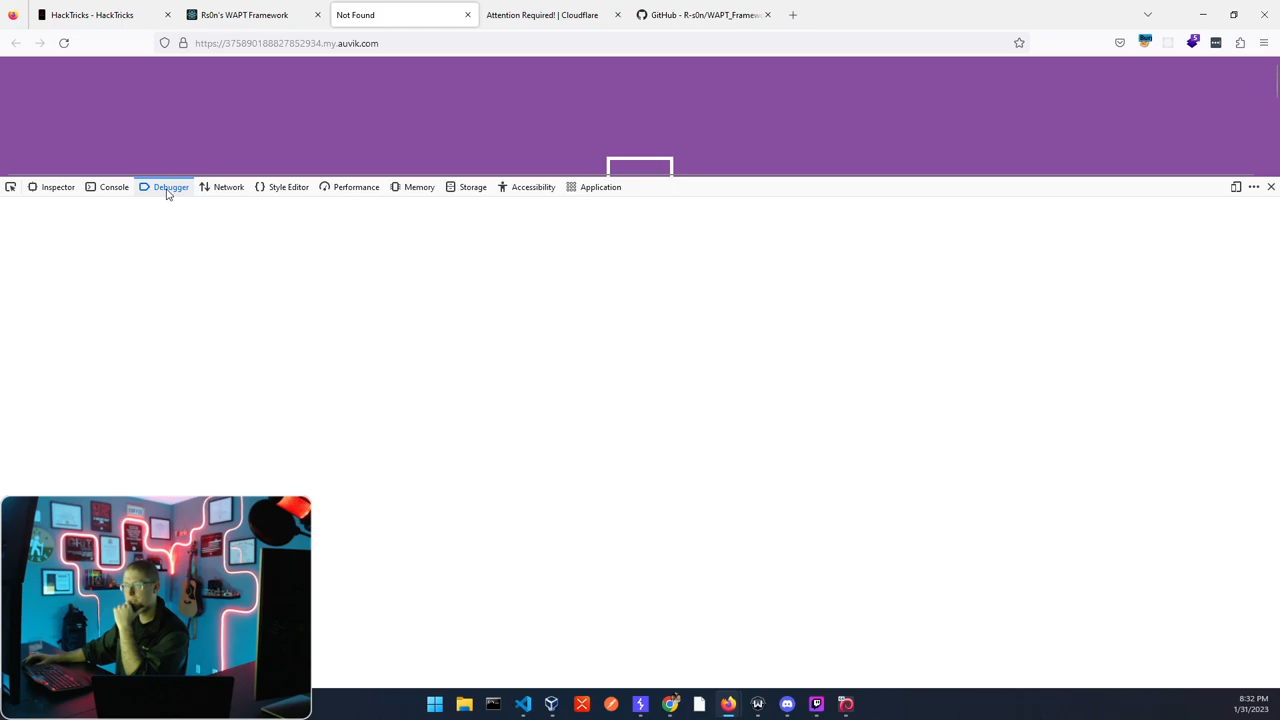 HackTricks - HackTricks
Rs0n's WAPT Framework
Not Found
Attention Required! | Cloudflare
GitHub - R-s0n/WAPT_Framew
https://375890188827852934.my.auvik.com
Inspector
Console
Debugger
Network
Style Editor
Performance
Memory
Storage
Accessibility
Application
8:32 PM
1/31/2023